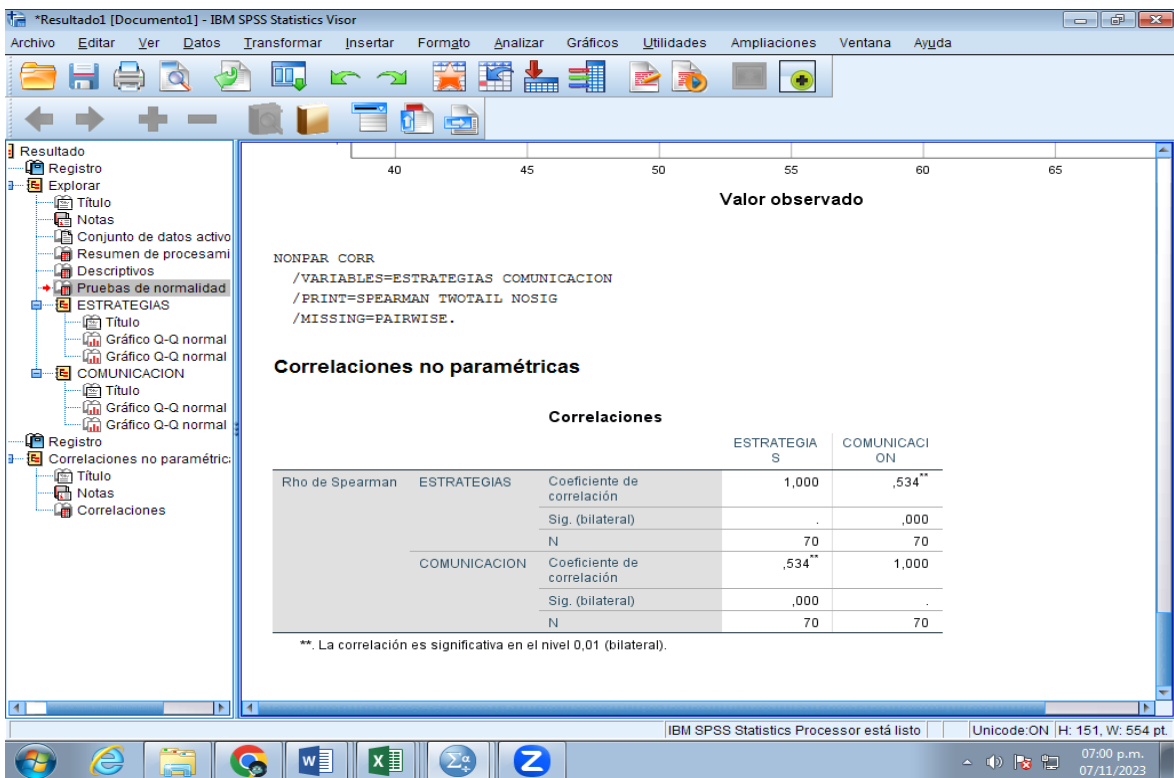 *Resultado1 [Documento1] - IBM SPSS Statistics Visor
Archivo Editar Ver Datos Transformar Insertar Formato Analizar Gráficos Utilidades Ampliaciones Ventana Ayuda
Resultado
Registro
Explorar
Título
Notas
Conjunto de datos activo
Resumen de procesami
Descriptivos
Pruebas de normalidad
ESTRATEGIAS
Título
Gráfico Q-Q normal
Gráfico Q-Q normal
COMUNICACION
Título
Gráfico Q-Q normal
Gráfico Q-Q normal
Registro
Correlaciones no paramétric
Título
Notas
Correlaciones
40 45 50 55 60 65
Valor observado
NONPAR CORR
/VARIABLES=ESTRATEGIAS COMUNICACION
/PRINT=SPEARMAN TWOTAIL NOSIG
/MISSING=PAIRWISE.
Correlaciones no paramétricas
Correlaciones
ESTRATEGIA COMUNICACI
S ON
Rho de Spearman ESTRATEGIAS Coeficiente de 1,000 ,534**
correlación
Sig. (bilateral) . ,000
N 70 70
COMUNICACION Coeficiente de ,534** 1,000
correlación
Sig. (bilateral) ,000 .
N 70 70
**. La correlación es significativa en el nivel 0,01 (bilateral).
IBM SPSS Statistics Processor está listo Unicode:ON H: 151, W: 554 pt.
07:00 p.m.
07/11/2023